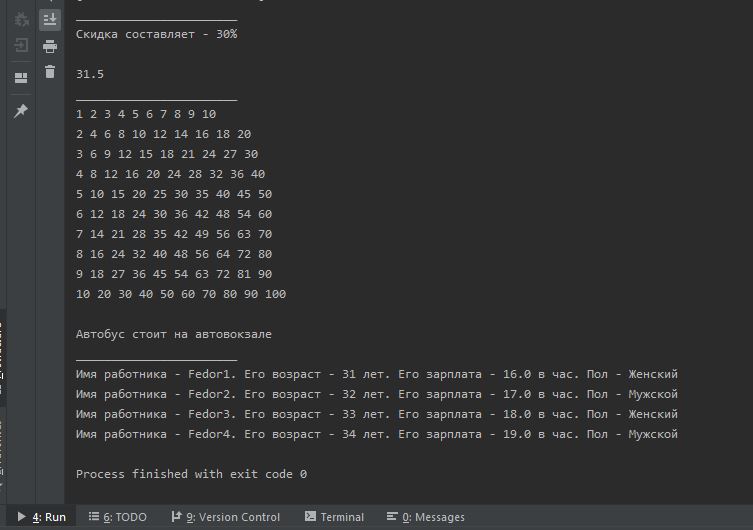 Скидка составляет - 30%
31.5
1 2 3 4 5 6 7 8 9 10
2 4 6 8 10 12 14 16 18 20
3 6 9 12 15 18 21 24 27 30
4 8 12 16 20 24 28 32 36 40
5 10 15 20 25 30 35 40 45 50
6 12 18 24 30 36 42 48 54 60
7 14 21 28 35 42 49 56 63 70
8 16 24 32 40 48 56 64 72 80
9 18 27 36 45 54 63 72 81 90
10 20 30 40 50 60 70 80 90 100
Автобус стоит на автовокзале
Имя работника - Fedor1. Его возраст - 31 лет. Его зарплата - 16.0 в час. Пол - Женский
Имя работника - Fedor2. Его возраст - 32 лет. Его зарплата - 17.0 в час. Пол - Мужской
Имя работника - Fedor3. Его возраст - 33 лет. Его зарплата - 18.0 в час. Пол - Женский
Имя работника - Fedor4. Его возраст - 34 лет. Его зарплата - 19.0 в час. Пол - Мужской
Process finished with exit code 0
4: Run 6: TODO 9: Version Control Terminal 0: Messages